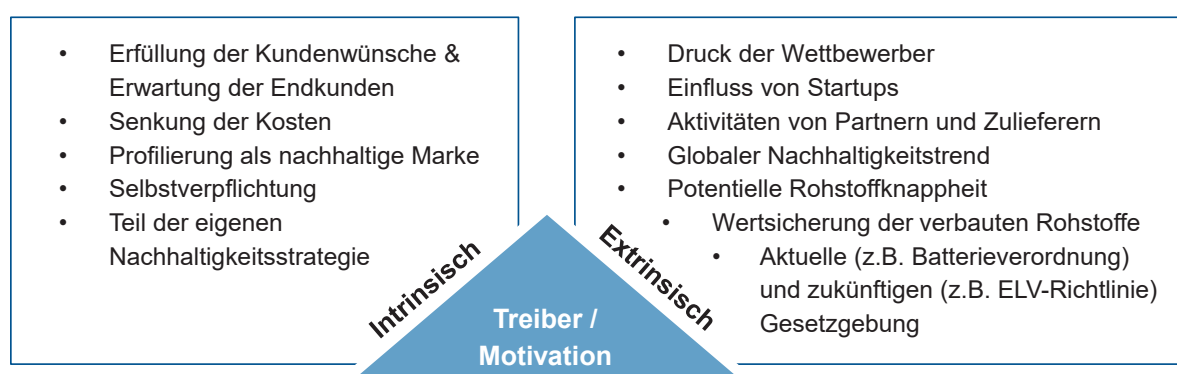 • Erfüllung der Kundenwünsche &
Erwartung der Endkunden
• Senkung der Kosten
• Profilierung als nachhaltige Marke
• Selbstverpflichtung
• Teil der eigenen
Nachhaltigkeitsstrategie
• Druck der Wettbewerber
• Einfluss von Startups
• Aktivitäten von Partnern und Zulieferern
• Globaler Nachhaltigkeitstrend
• Potentielle Rohstoffknappheit
• Wertsicherung der verbauten Rohstoffe
• Aktuelle (z.B. Batterieverordnung)
und zukünftigen (z.B. ELV-Richtlinie)
Gesetzgebung
Intrinsisch
Extrinsisch
Treiber /
Motivation